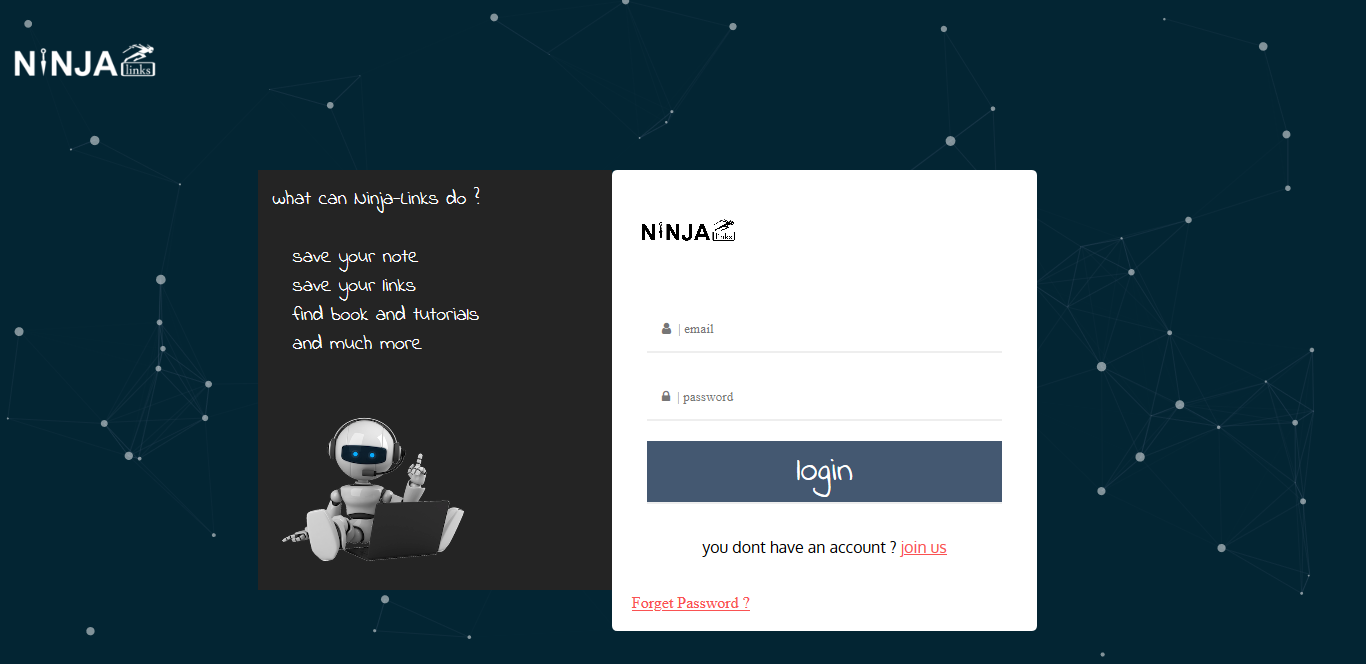 NiNJA links
what can Ninja-Links do ?
save your note
save your links
find book and tutorials
and much more
NiNJA links
| email
| password
login
you dont have an account ? join us
Forget Password ?